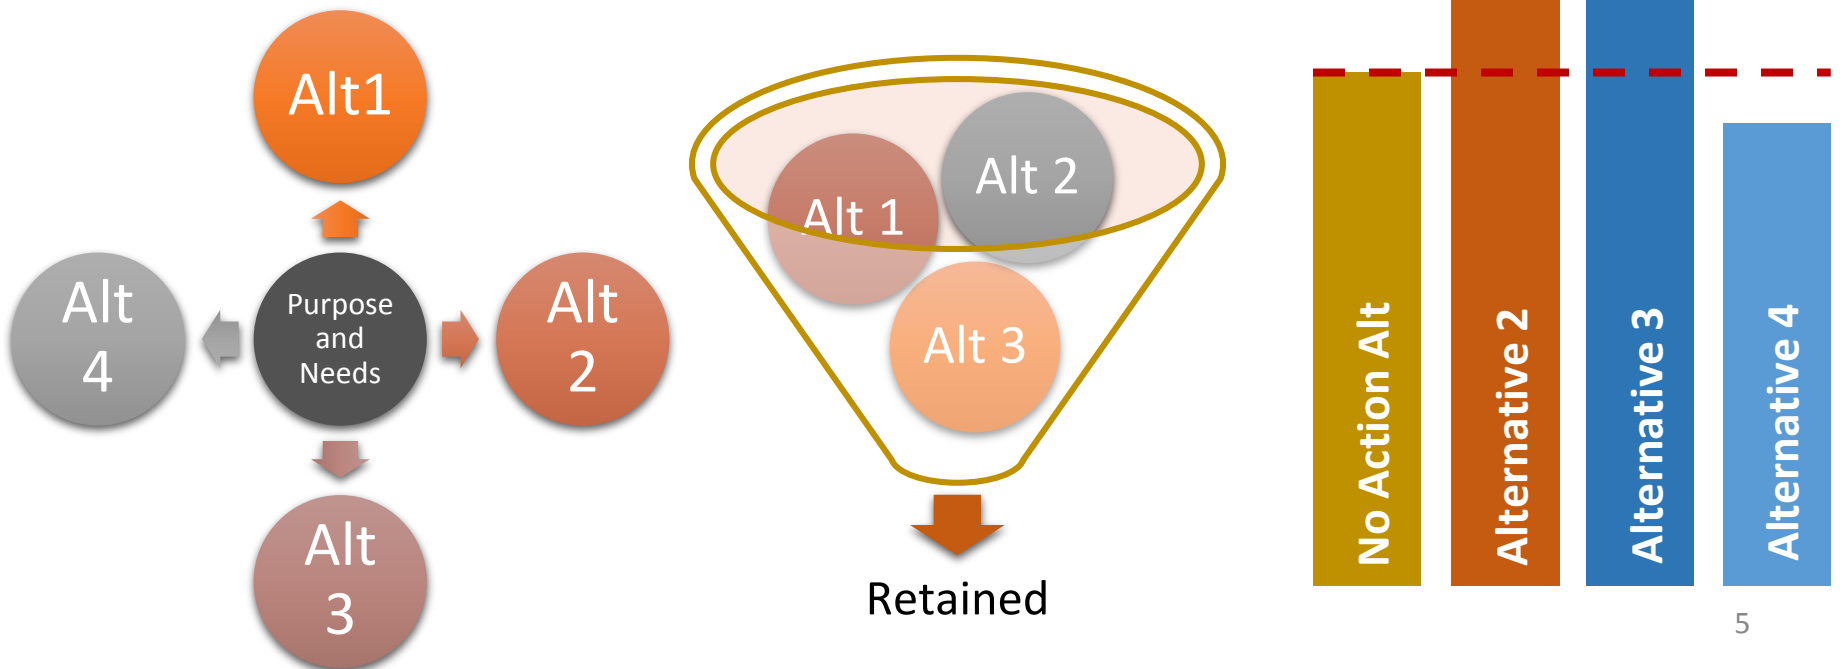 Alt1
Alt
4
Purpose
and
Needs
Alt
2
Alt
3
Alt 1
Alt 2
Alt 3
Retained
No Action Alt
Alternative 2
Alternative 3
Alternative 4
5